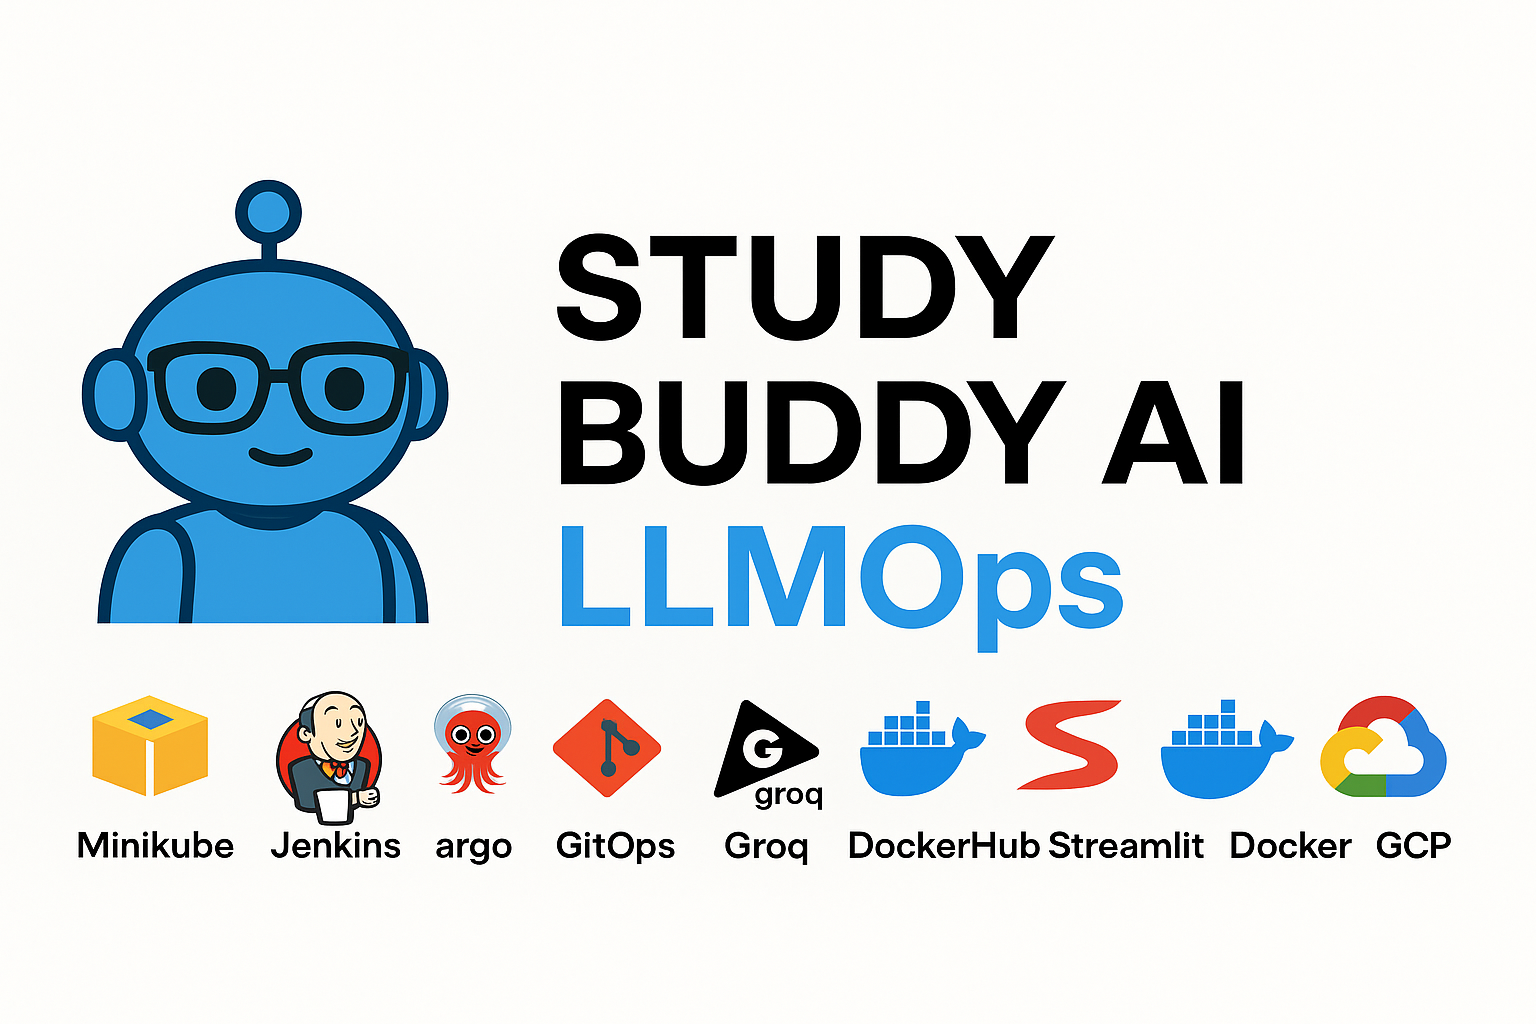 STUDY
BUDDY AI
LLMOps
G
groq
Minikube Jenkins argo GitOps Groq DockerHub Streamlit Docker GCP